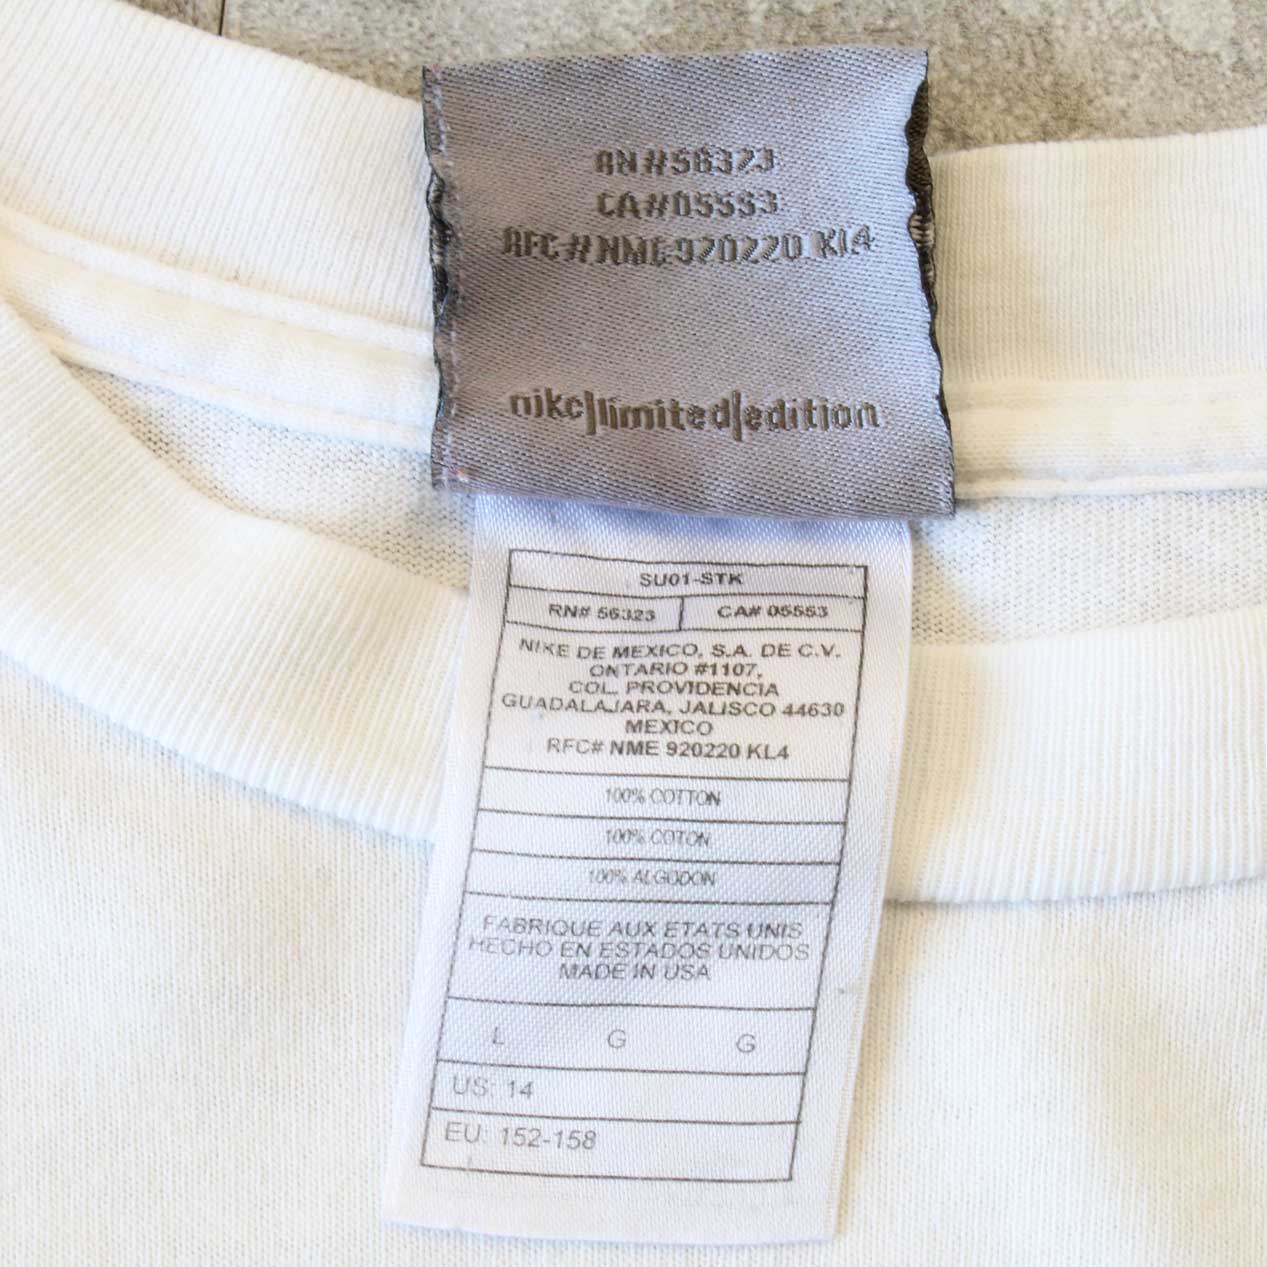 RN#56323
CA#05553
RFC#NME920220 KL4
nike|limited|edition
SU01-STK
RN# 56323 CA# 05553
NIKE DE MEXICO, S.A. DE C.V.
ONTARIO #1107,
COL. PROVIDENCIA
GUADALAJARA, JALISCO 44630
MEXICO
RFC# NME 920220 KL4
100% COTTON
100% COTON
100% ALGODON
FABRIQUE AUX ETATS UNIS
HECHO EN ESTADOS UNIDOS
MADE IN USA
L G G
US: 14
EU: 152-158